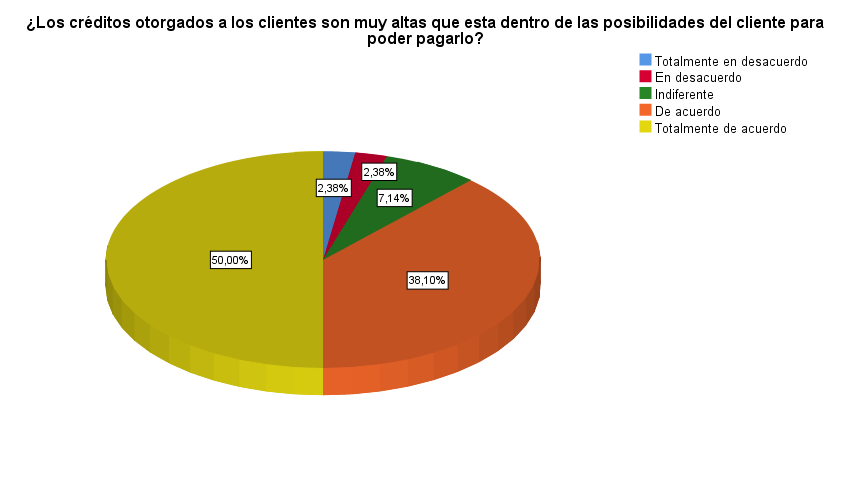 ¿Los créditos otorgados a los clientes son muy altas que esta dentro de las posibilidades del cliente para
poder pagarlo?
Totalmente en desacuerdo
En desacuerdo
Indiferente
De acuerdo
Totalmente de acuerdo
2,38%
2,38%
7,14%
50,00%
38,10%